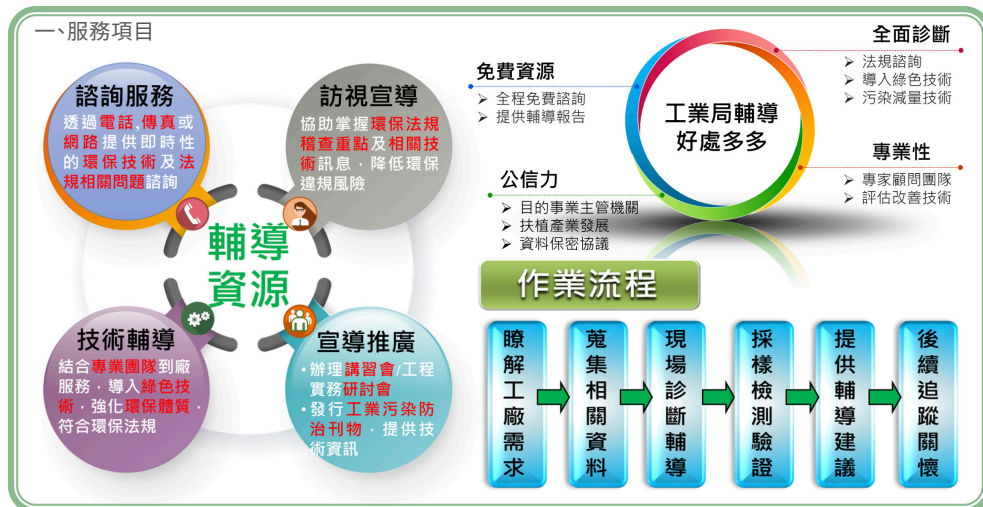 一、服務項目
諮詢服務
透過電話,傳真或
網路提供即時性
的環保技術及法
規相關問題諮詢
訪視宣導
協助掌握環保法規
稽查重點及相關技
術訊息，降低環保
違規風險
輔導
資源
技術輔導
結合專業團隊到廠
服務，導入綠色技
術，強化環保體質，
符合環保法規
宣導推廣
•辦理講習會/工程
實務研討會
•發行工業污染防
治刊物，提供技
術資訊
工業局輔導
好處多多
免費資源
➢ 全程免費諮詢
➢ 提供輔導報告
全面診斷
➢ 法規諮詢
➢ 導入綠色技術
➢ 污染減量技術
公信力
➢ 目的事業主管機關
➢ 扶植產業發展
➢ 資料保密協議
專業性
➢ 專家顧問團隊
➢ 評估改善技術
作業流程
瞭解工廠需求
蒐集相關資料
現場診斷輔導
採樣檢測驗證
提供輔導建議
後續追蹤關懷